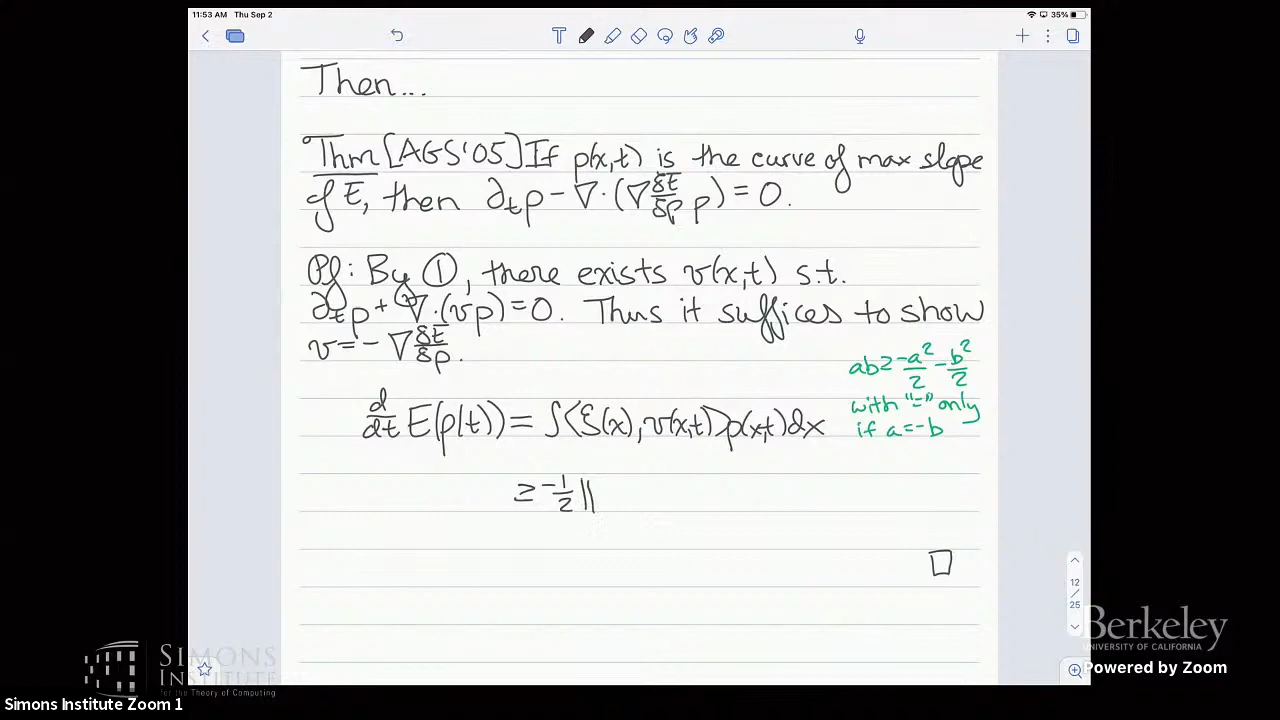 11:53 AM Thu Sep 2
35%
Then...
Thm [AGS'05] If ρ(x,t) is the curve of max slope
of E, then ∂_t ρ - ∇·(∇ δE/δρ ρ) = 0.
Pf: By ①, there exists v(x,t) s.t.
∂_t ρ + ∇·(vρ) = 0. Thus it suffices to show
v = - ∇ δE/δρ.
ab ≥ -a²/2 - b²/2
with "=" only
if a = -b
d/dt E(ρ(t)) = ∫⟨ξ(x), v(x,t)⟩ρ(x,t)dx
≥ -1/2 ||
□
12
/
25
SIMONS
INSTITUTE
for the Theory of Computing
Berkeley
UNIVERSITY OF CALIFORNIA
Powered by Zoom
Simons Institute Zoom 1